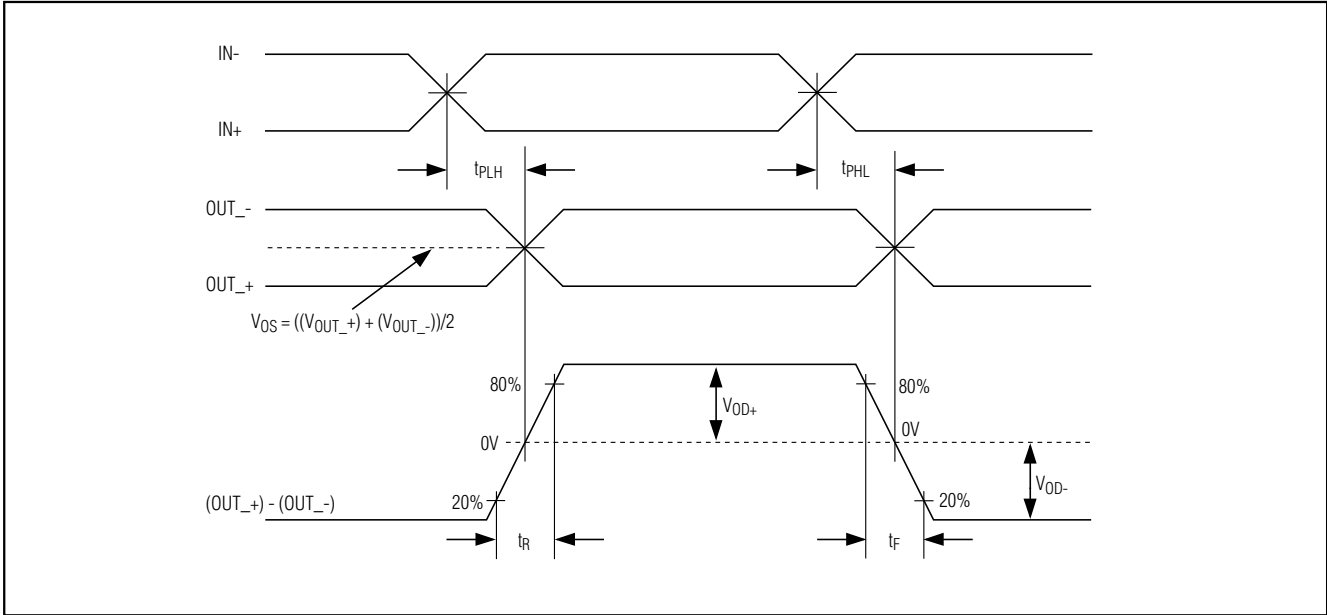 IN-
IN+
tPLH
tPHL
OUT_-
OUT_+
VOS = ((VOUT_+) + (VOUT_-))/2
80%
80%
VOD+
0V
0V
VOD-
(OUT_+) - (OUT_-)
20%
20%
tR
tF